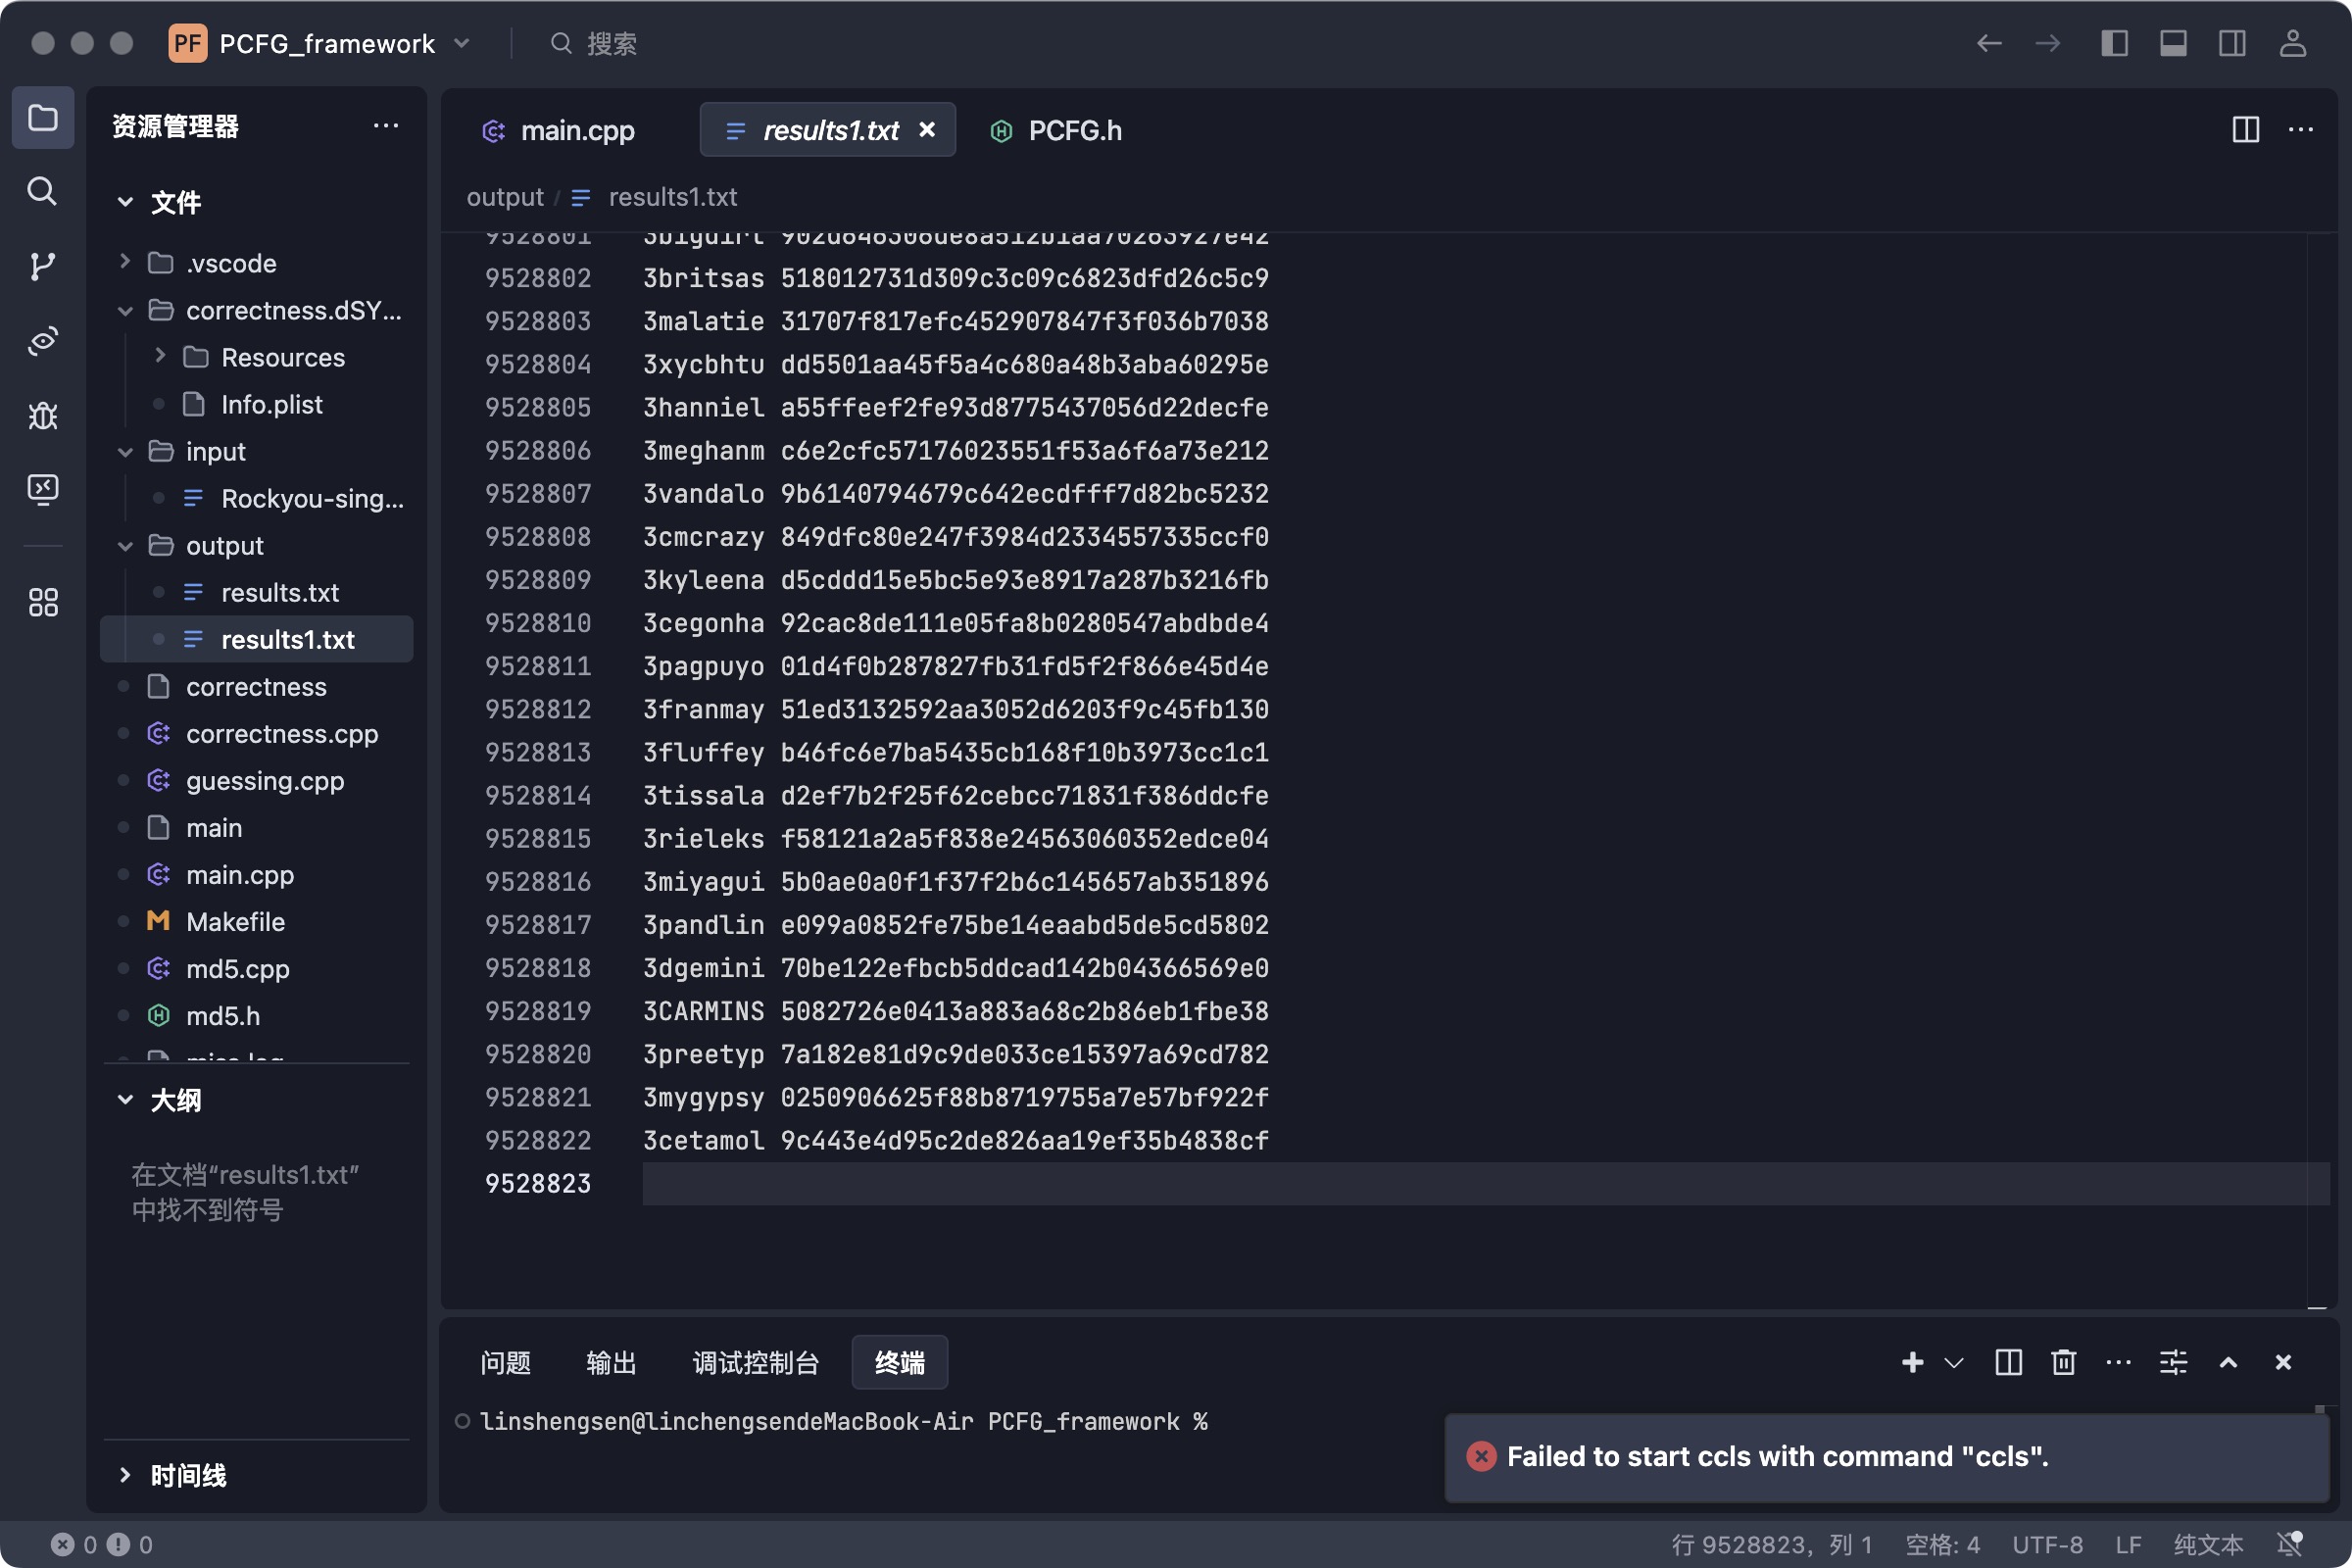 PF PCFG_framework
搜索
资源管理器
文件
.vscode
correctness.dSY...
Resources
Info.plist
input
Rockyou-sing...
output
results.txt
results1.txt
correctness
correctness.cpp
guessing.cpp
main
main.cpp
Makefile
md5.cpp
md5.h
大纲
在文档“results1.txt”
中找不到符号
时间线
main.cpp results1.txt PCFG.h
output / results1.txt
9528801
9528802 3britsas 518012731d309c3c09c6823dfd26c5c9
9528803 3malatie 31707f817efc452907847f3f036b7038
9528804 3xycbhtu dd5501aa45f5a4c680a48b3aba60295e
9528805 3hanniel a55ffeef2fe93d8775437056d22decfe
9528806 3meghanm c6e2cfc57176023551f53a6f6a73e212
9528807 3vandalo 9b6140794679c642ecdfff7d82bc5232
9528808 3cmcrazy 849dfc80e247f3984d2334557335ccf0
9528809 3kyleena d5cddd15e5bc5e93e8917a287b3216fb
9528810 3cegonha 92cac8de111e05fa8b0280547abdbde4
9528811 3pagpuyo 01d4f0b287827fb31fd5f2f866e45d4e
9528812 3franmay 51ed3132592aa3052d6203f9c45fb130
9528813 3fluffey b46fc6e7ba5435cb168f10b3973cc1c1
9528814 3tissala d2ef7b2f25f62cebcc71831f386ddcfe
9528815 3rieleks f58121a2a5f838e24563060352edce04
9528816 3miyagui 5b0ae0a0f1f37f2b6c145657ab351896
9528817 3pandlin e099a0852fe75be14eaabd5de5cd5802
9528818 3dgemini 70be122efbcb5ddcad142b04366569e0
9528819 3CARMINS 5082726e0413a883a68c2b86eb1fbe38
9528820 3preetyp 7a182e81d9c9de033ce15397a69cd782
9528821 3mygypsy 0250906625f88b8719755a7e57bf922f
9528822 3cetamol 9c443e4d95c2de826aa19ef35b4838cf
9528823
问题 输出 调试控制台 终端
linshengsen@linchengsendeMacBook-Air PCFG_framework %
Failed to start ccls with command "ccls".
0 0
行 9528823，列 1 空格: 4 UTF-8 LF 纯文本